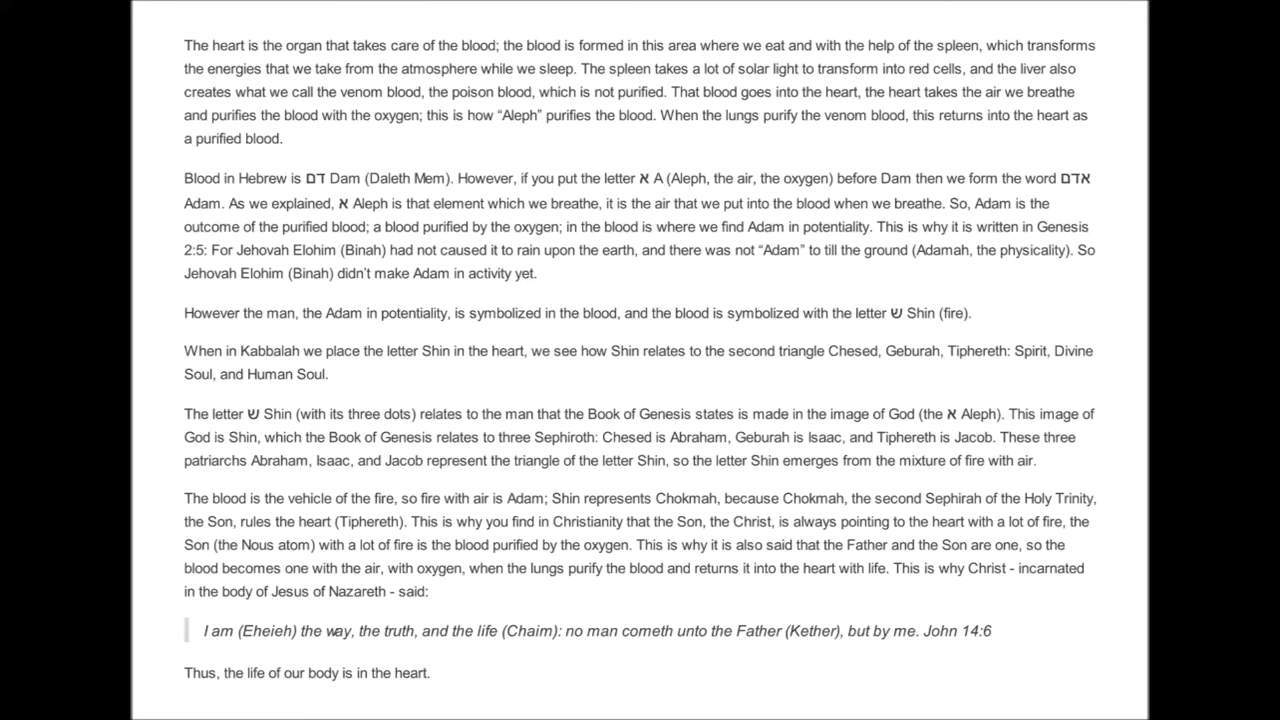 The heart is the organ that takes care of the blood; the blood is formed in this area where we eat and with the help of the spleen, which transforms
the energies that we take from the atmosphere while we sleep. The spleen takes a lot of solar light to transform into red cells, and the liver also
creates what we call the venom blood, the poison blood, which is not purified. That blood goes into the heart, the heart takes the air we breathe
and purifies the blood with the oxygen; this is how “Aleph” purifies the blood. When the lungs purify the venom blood, this returns into the heart as
a purified blood.
Blood in Hebrew is דם Dam (Daleth Mem). However, if you put the letter א A (Aleph, the air, the oxygen) before Dam then we form the word אדם
Adam. As we explained, א Aleph is that element which we breathe, it is the air that we put into the blood when we breathe. So, Adam is the
outcome of the purified blood; a blood purified by the oxygen; in the blood is where we find Adam in potentiality. This is why it is written in Genesis
2:5: For Jehovah Elohim (Binah) had not caused it to rain upon the earth, and there was not “Adam” to till the ground (Adamah, the physicality). So
Jehovah Elohim (Binah) didn’t make Adam in activity yet.
However the man, the Adam in potentiality, is symbolized in the blood, and the blood is symbolized with the letter ש Shin (fire).
When in Kabbalah we place the letter Shin in the heart, we see how Shin relates to the second triangle Chesed, Geburah, Tiphereth: Spirit, Divine
Soul, and Human Soul.
The letter ש Shin (with its three dots) relates to the man that the Book of Genesis states is made in the image of God (the א Aleph). This image of
God is Shin, which the Book of Genesis relates to three Sephiroth: Chesed is Abraham, Geburah is Isaac, and Tiphereth is Jacob. These three
patriarchs Abraham, Isaac, and Jacob represent the triangle of the letter Shin, so the letter Shin emerges from the mixture of fire with air.
The blood is the vehicle of the fire, so fire with air is Adam; Shin represents Chokmah, because Chokmah, the second Sephirah of the Holy Trinity,
the Son, rules the heart (Tiphereth). This is why you find in Christianity that the Son, the Christ, is always pointing to the heart with a lot of fire, the
Son (the Nous atom) with a lot of fire is the blood purified by the oxygen. This is why it is also said that the Father and the Son are one, so the
blood becomes one with the air, with oxygen, when the lungs purify the blood and returns it into the heart with life. This is why Christ - incarnated
in the body of Jesus of Nazareth - said:
I am (Eheieh) the way, the truth, and the life (Chaim): no man cometh unto the Father (Kether), but by me. John 14:6
Thus, the life of our body is in the heart.